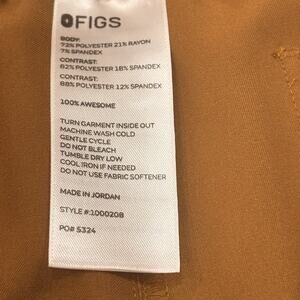 FIGS
BODY:
72% POLYESTER 21% RAYON
7% SPANDEX
CONTRAST:
82% POLYESTER 18% SPANDEX
CONTRAST:
88% POLYESTER 12% SPANDEX
100% AWESOME
TURN GARMENT INSIDE OUT
MACHINE WASH COLD
GENTLE CYCLE
DO NOT BLEACH
TUMBLE DRY LOW
COOL IRON IF NEEDED
DO NOT USE FABRIC SOFTENER
MADE IN JORDAN
STYLE #:100020B
PO# 5324